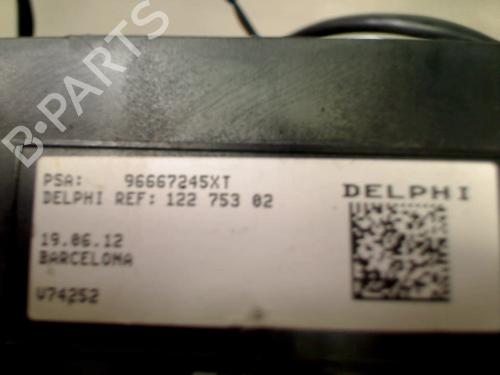 B-PARTS
PSA: 96667245XT
DELPHI REF: 122 753 02
DELPHI
19.06.12
BARCELONA
V74252